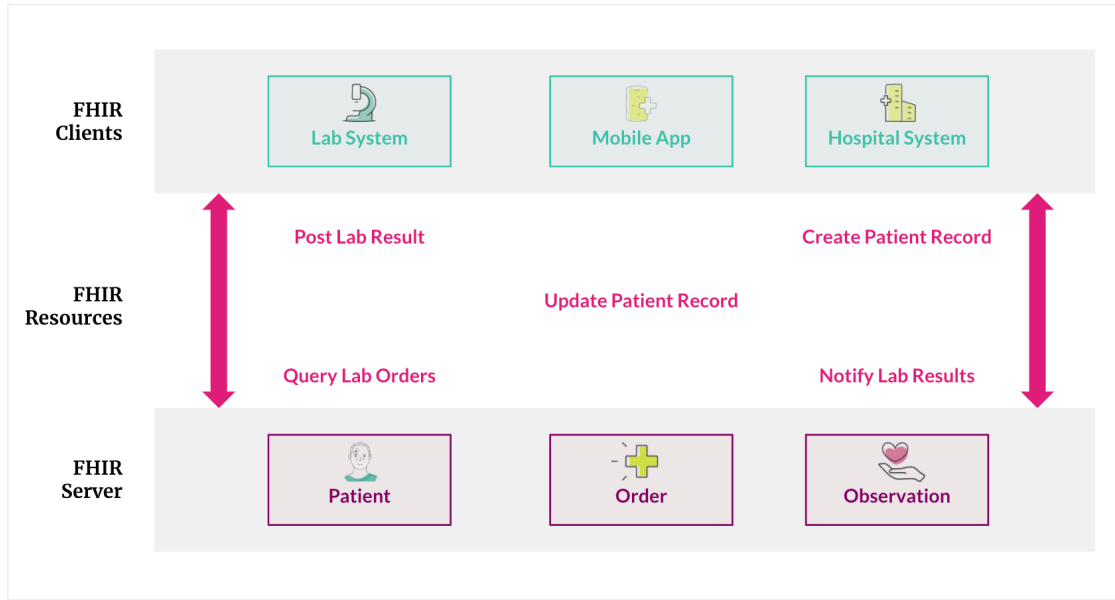 FHIR
Clients
Lab System
Mobile App
Hospital System
FHIR
Resources
Post Lab Result
Create Patient Record
Update Patient Record
Query Lab Orders
Notify Lab Results
FHIR
Server
Patient
Order
Observation